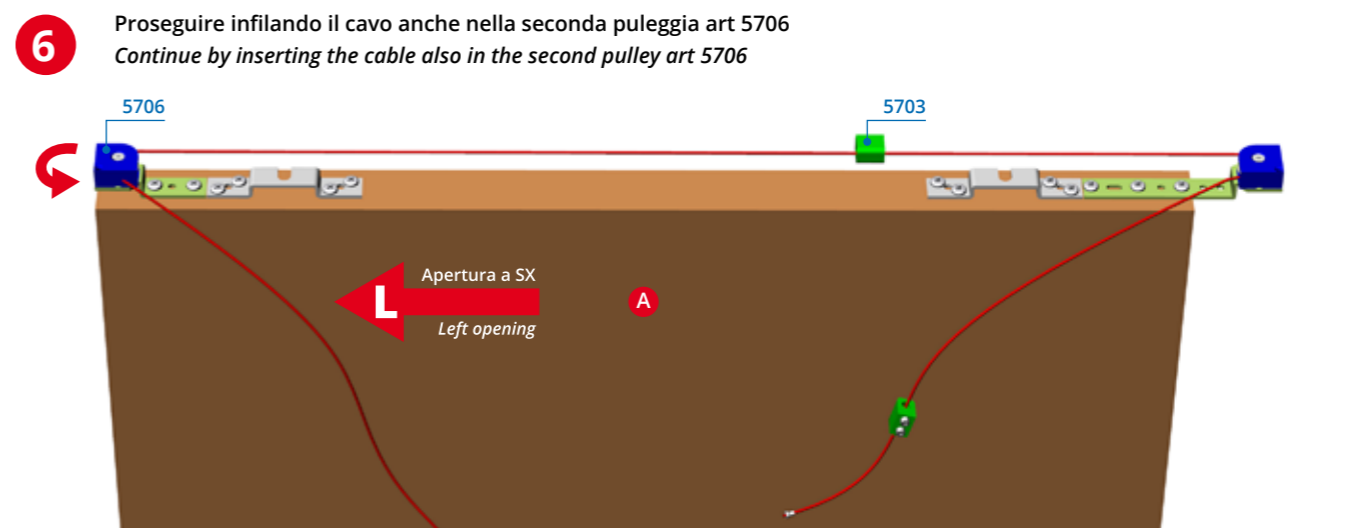 6
Proseguire infilando il cavo anche nella seconda puleggia art 5706
Continue by inserting the cable also in the second pulley art 5706
5706
5703
Apertura a SX
L
A
Left opening